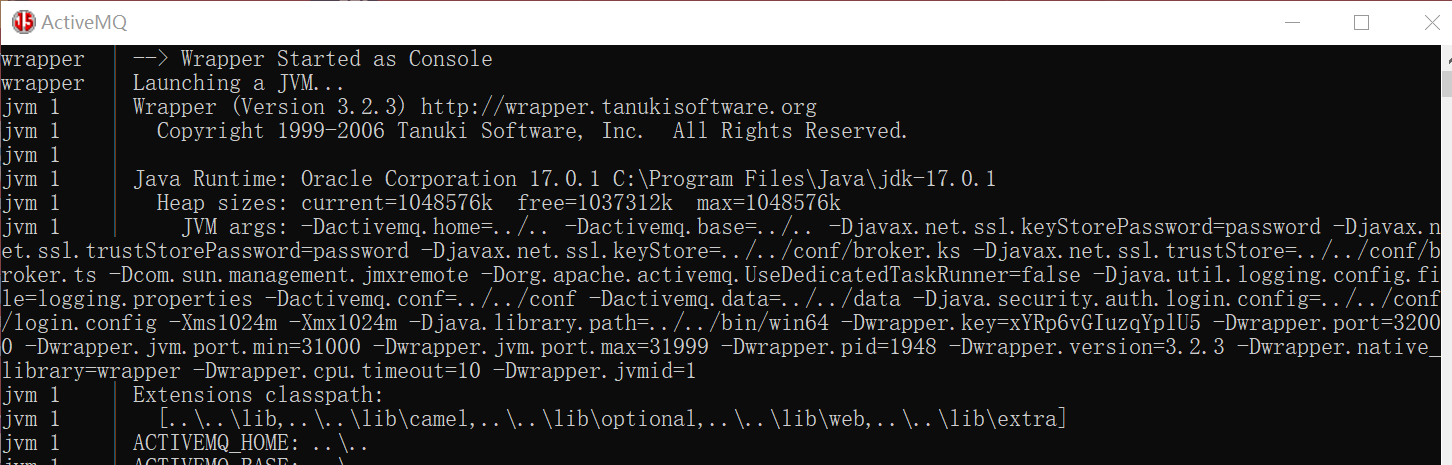 ActiveMQ
wrapper | --> Wrapper Started as Console
wrapper | Launching a JVM...
jvm 1 | Wrapper (Version 3.2.3) http://wrapper.tanukisoftware.org
jvm 1 | Copyright 1999-2006 Tanuki Software, Inc. All Rights Reserved.
jvm 1 |
jvm 1 | Java Runtime: Oracle Corporation 17.0.1 C:\Program Files\Java\jdk-17.0.1
jvm 1 | Heap sizes: current=1048576k free=1037312k max=1048576k
jvm 1 | JVM args: -Dactivemq.home=../.. -Dactivemq.base=../.. -Djavax.net.ssl.keyStorePassword=password -Djavax.n
et.ssl.trustStorePassword=password -Djavax.net.ssl.keyStore=../../conf/broker.ks -Djavax.net.ssl.trustStore=../../conf/b
roker.ts -Dcom.sun.management.jmxremote -Dorg.apache.activemq.UseDedicatedTaskRunner=false -Djava.util.logging.config.fi
le=logging.properties -Dactivemq.conf=../../conf -Dactivemq.data=../../data -Djava.security.auth.login.config=../../conf
/login.config -Xms1024m -Xmx1024m -Djava.library.path=../../bin/win64 -Dwrapper.key=xYRp6vGIuzqYplU5 -Dwrapper.port=3200
0 -Dwrapper.jvm.port.min=31000 -Dwrapper.jvm.port.max=31999 -Dwrapper.pid=1948 -Dwrapper.version=3.2.3 -Dwrapper.native_
library=wrapper -Dwrapper.cpu.timeout=10 -Dwrapper.jvmid=1
jvm 1 | Extensions classpath:
jvm 1 | [..\..\lib,..\..\lib\camel,..\..\lib\optional,..\..\lib\web,..\..\lib\extra]
jvm 1 | ACTIVEMQ_HOME: ..\..